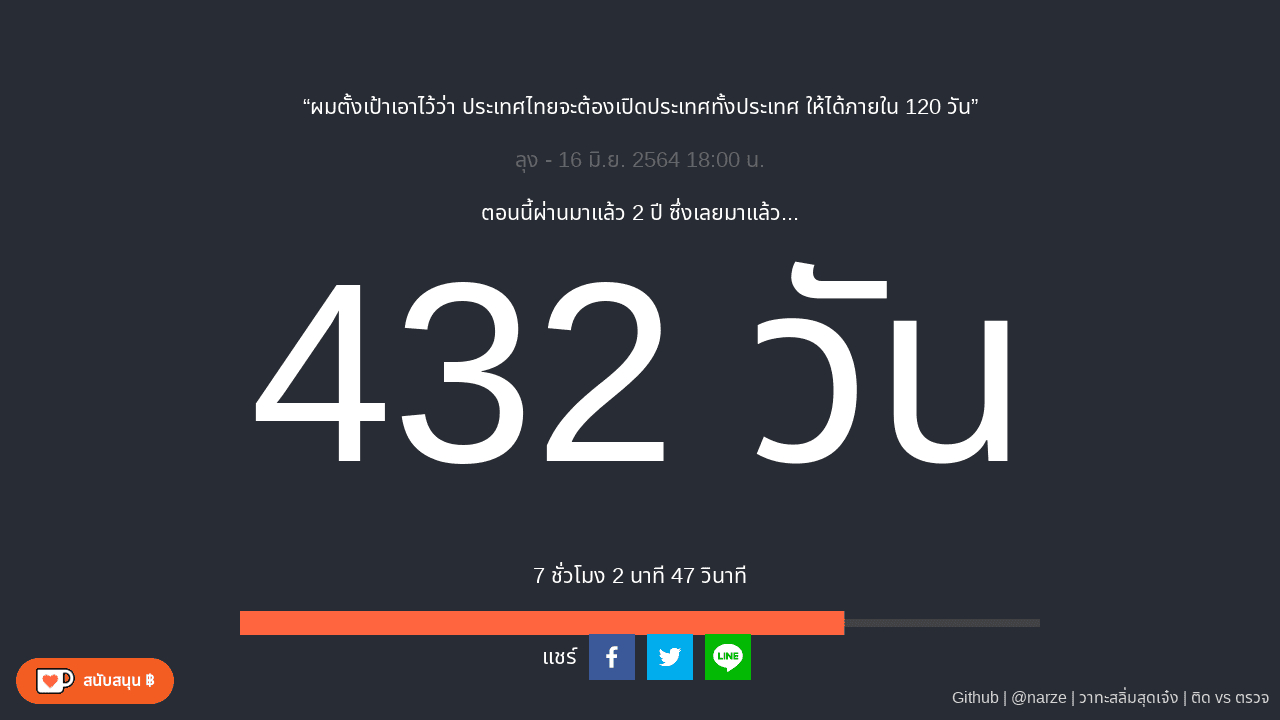 “ผมตั้งเป้าเอาไว้ว่า ประเทศไทยจะต้องเปิดประเทศทั้งประเทศ ให้ได้ภายใน 120 วัน”
ลุง - 16 มิ.ย. 2564 18:00 น.
ตอนนี้ผ่านมาแล้ว 2 ปี ซึ่งเลยมาแล้ว...
432 วัน
7 ชั่วโมง 2 นาที 47 วินาที
แชร์
LINE
สนับสนุน ฿
Github | @narze | วาทะสลิ่มสุดเจ๋ง | ติด vs ตรวจ